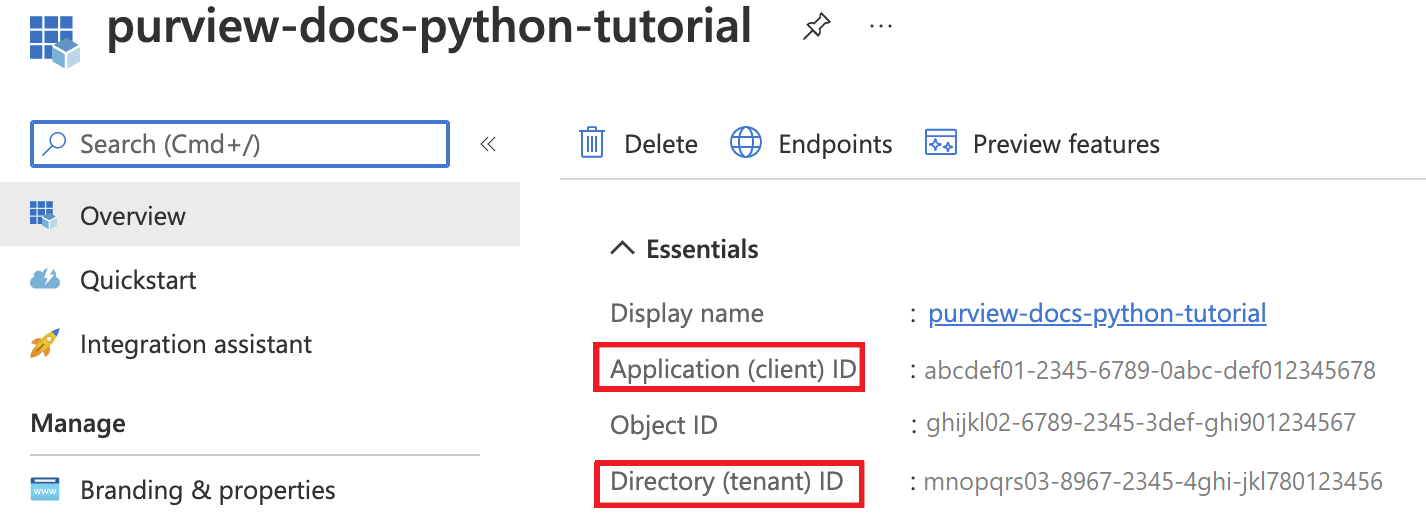 purview-docs-python-tutorial
Search (Cmd+/)
Overview
Quickstart
Integration assistant
Manage
Branding & properties
Delete
Endpoints
Preview features
Essentials
Display name : purview-docs-python-tutorial
Application (client) ID : abcdef01-2345-6789-0abc-def012345678
Object ID : ghijkl02-6789-2345-3def-ghi901234567
Directory (tenant) ID : mnopqrs03-8967-2345-4ghi-jkl780123456